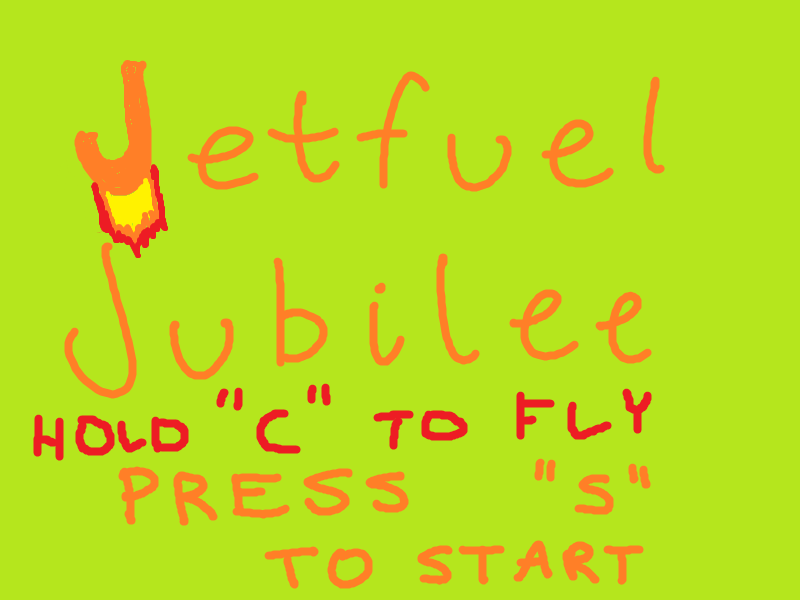 Jetfuel
Jubilee
HOLD "C" TO FLY
PRESS "S"
TO START